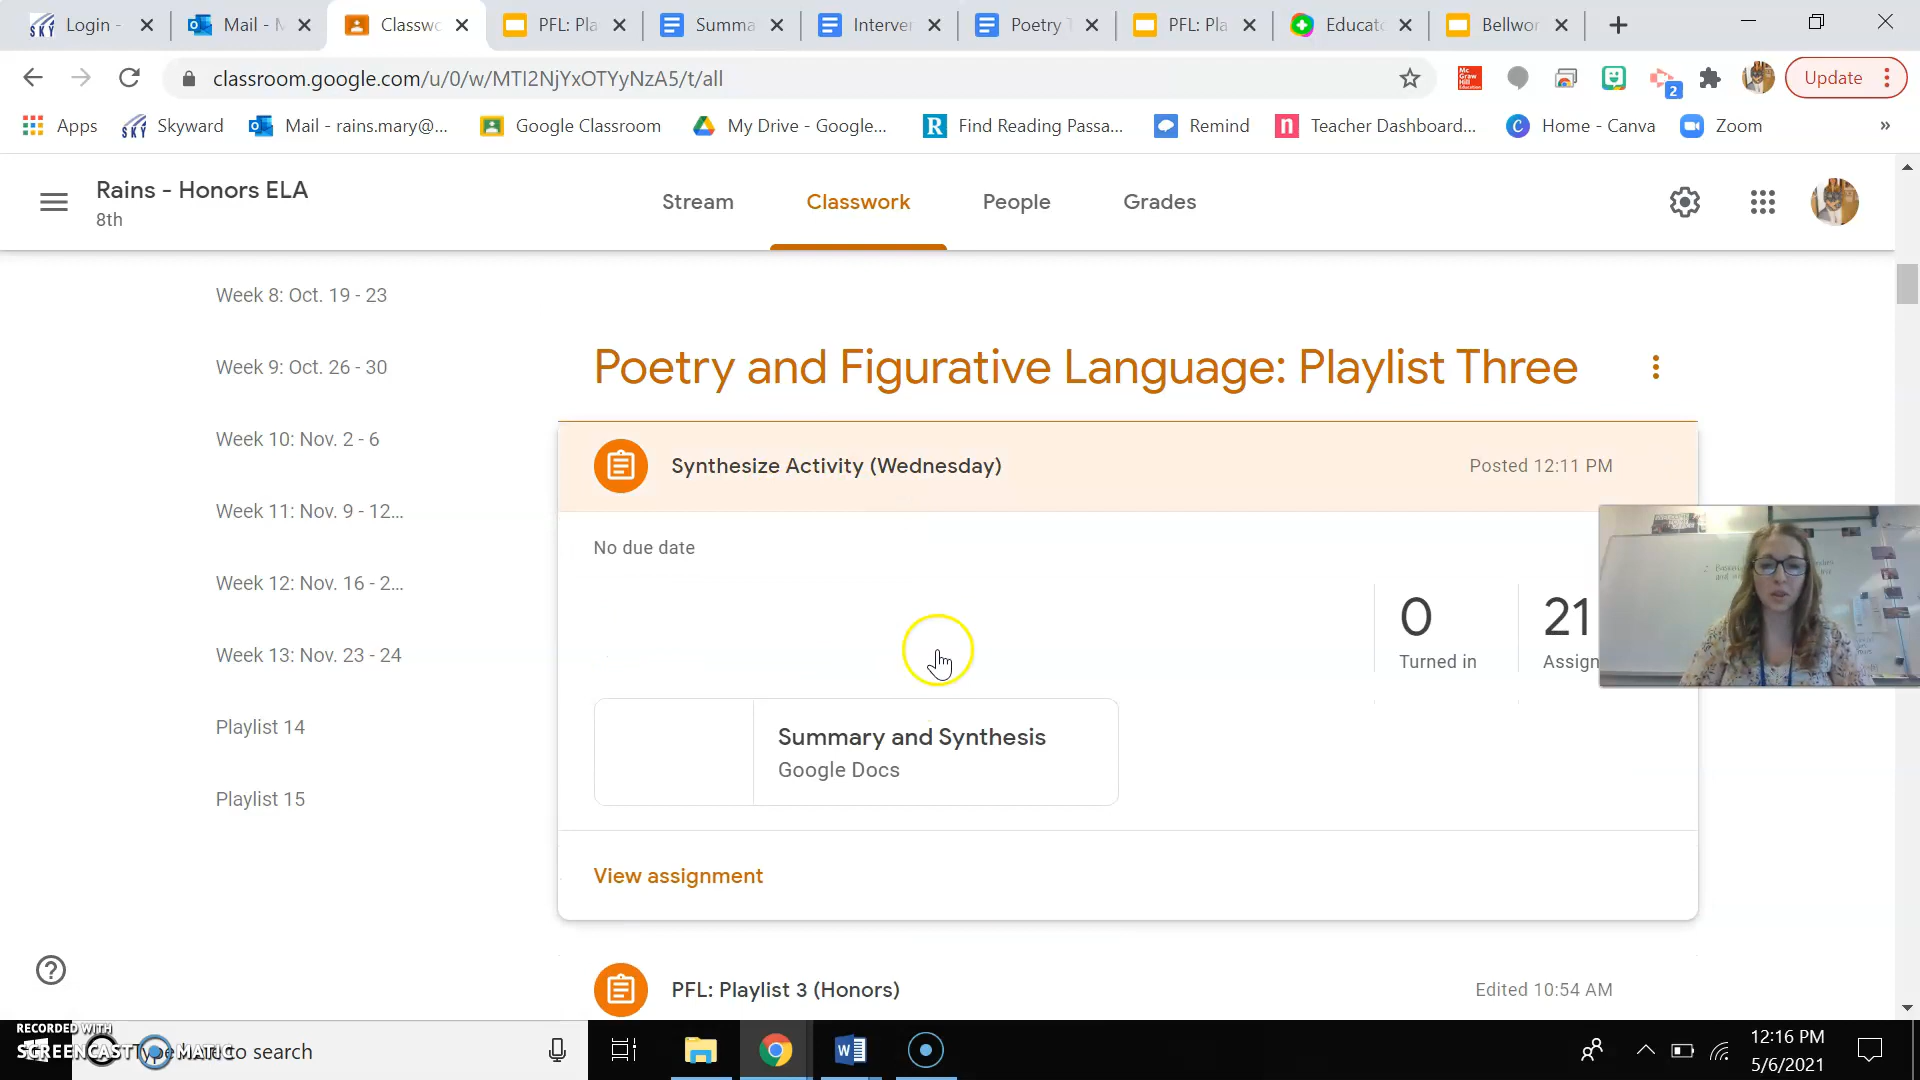 Login -
Mail - M
Classwo
PFL: Pla
Summa
Interver
Poetry T
PFL: Pla
Educato
Bellwor
classroom.google.com/u/0/w/MTI2NjYxOTYyNzA5/t/all
2
Update
Apps
Skyward
Mail - rains.mary@...
Google Classroom
My Drive - Google...
Find Reading Passa...
Remind
Teacher Dashboard...
Home - Canva
Zoom
»
Rains - Honors ELA
8th
Stream
Classwork
People
Grades
Week 8: Oct. 19 - 23
Week 9: Oct. 26 - 30
Week 10: Nov. 2 - 6
Week 11: Nov. 9 - 12...
Week 12: Nov. 16 - 2...
Week 13: Nov. 23 - 24
Playlist 14
Playlist 15
Poetry and Figurative Language: Playlist Three
Synthesize Activity (Wednesday)
Posted 12:11 PM
No due date
0
Turned in
21
Assign
Summary and Synthesis
Google Docs
View assignment
PFL: Playlist 3 (Honors)
Edited 10:54 AM
RECORDED WITH
SCREENCAST MATIC
Type here to search
12:16 PM
5/6/2021